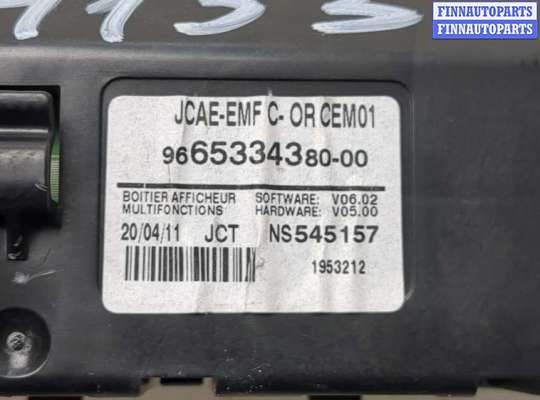 FINNAUTOPARTS
FINNAUTOPARTS
JCAE-EMF C- OR CEM01
9665334380-00
BOITIER AFFICHEUR SOFTWARE: V06.02
MULTIFONCTIONS HARDWARE: V05.00
20/04/11 JCT NS545157
1953212